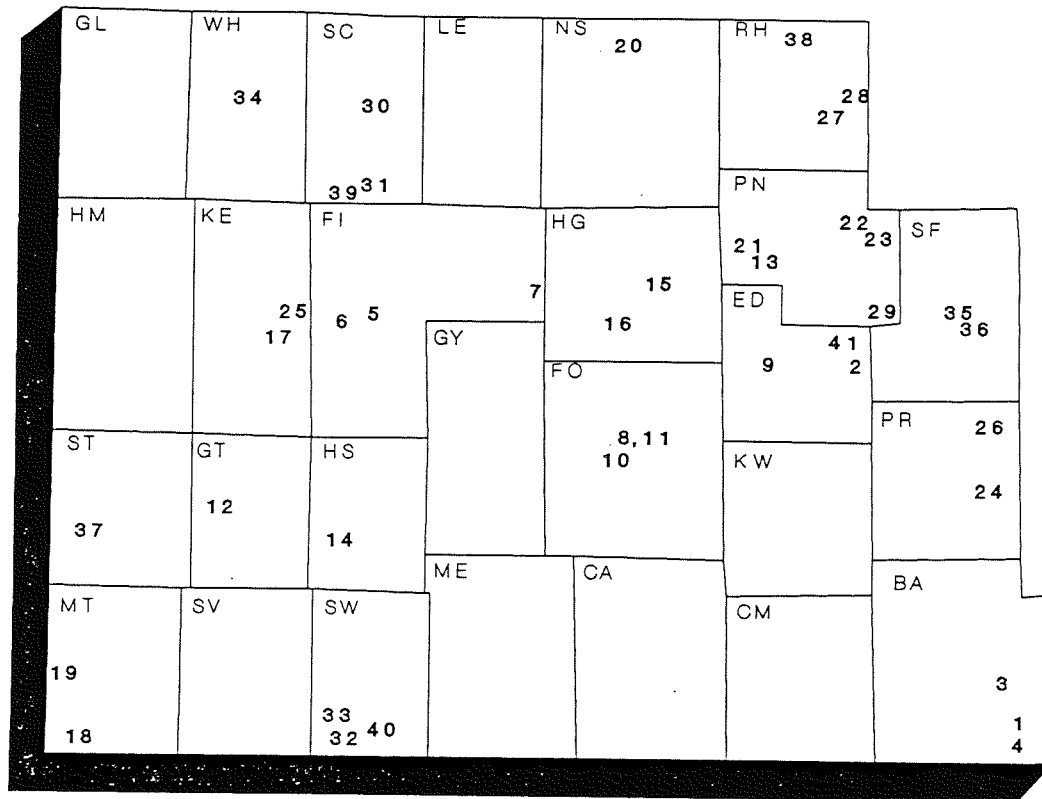 GL WH SC LE NS RH
20 38
34 30 28
27
39 31
PN
HM KE FI HG SF
22
21 23
13
15
7 ED
25 6 5 16 29 35
17 GY 41 36
9 2
FO
PR
26
ST GT HS 8,11
10 KW
24
12
37 14
ME CA BA
MT SV SW CM
19 3
33
18 32 40 1
4